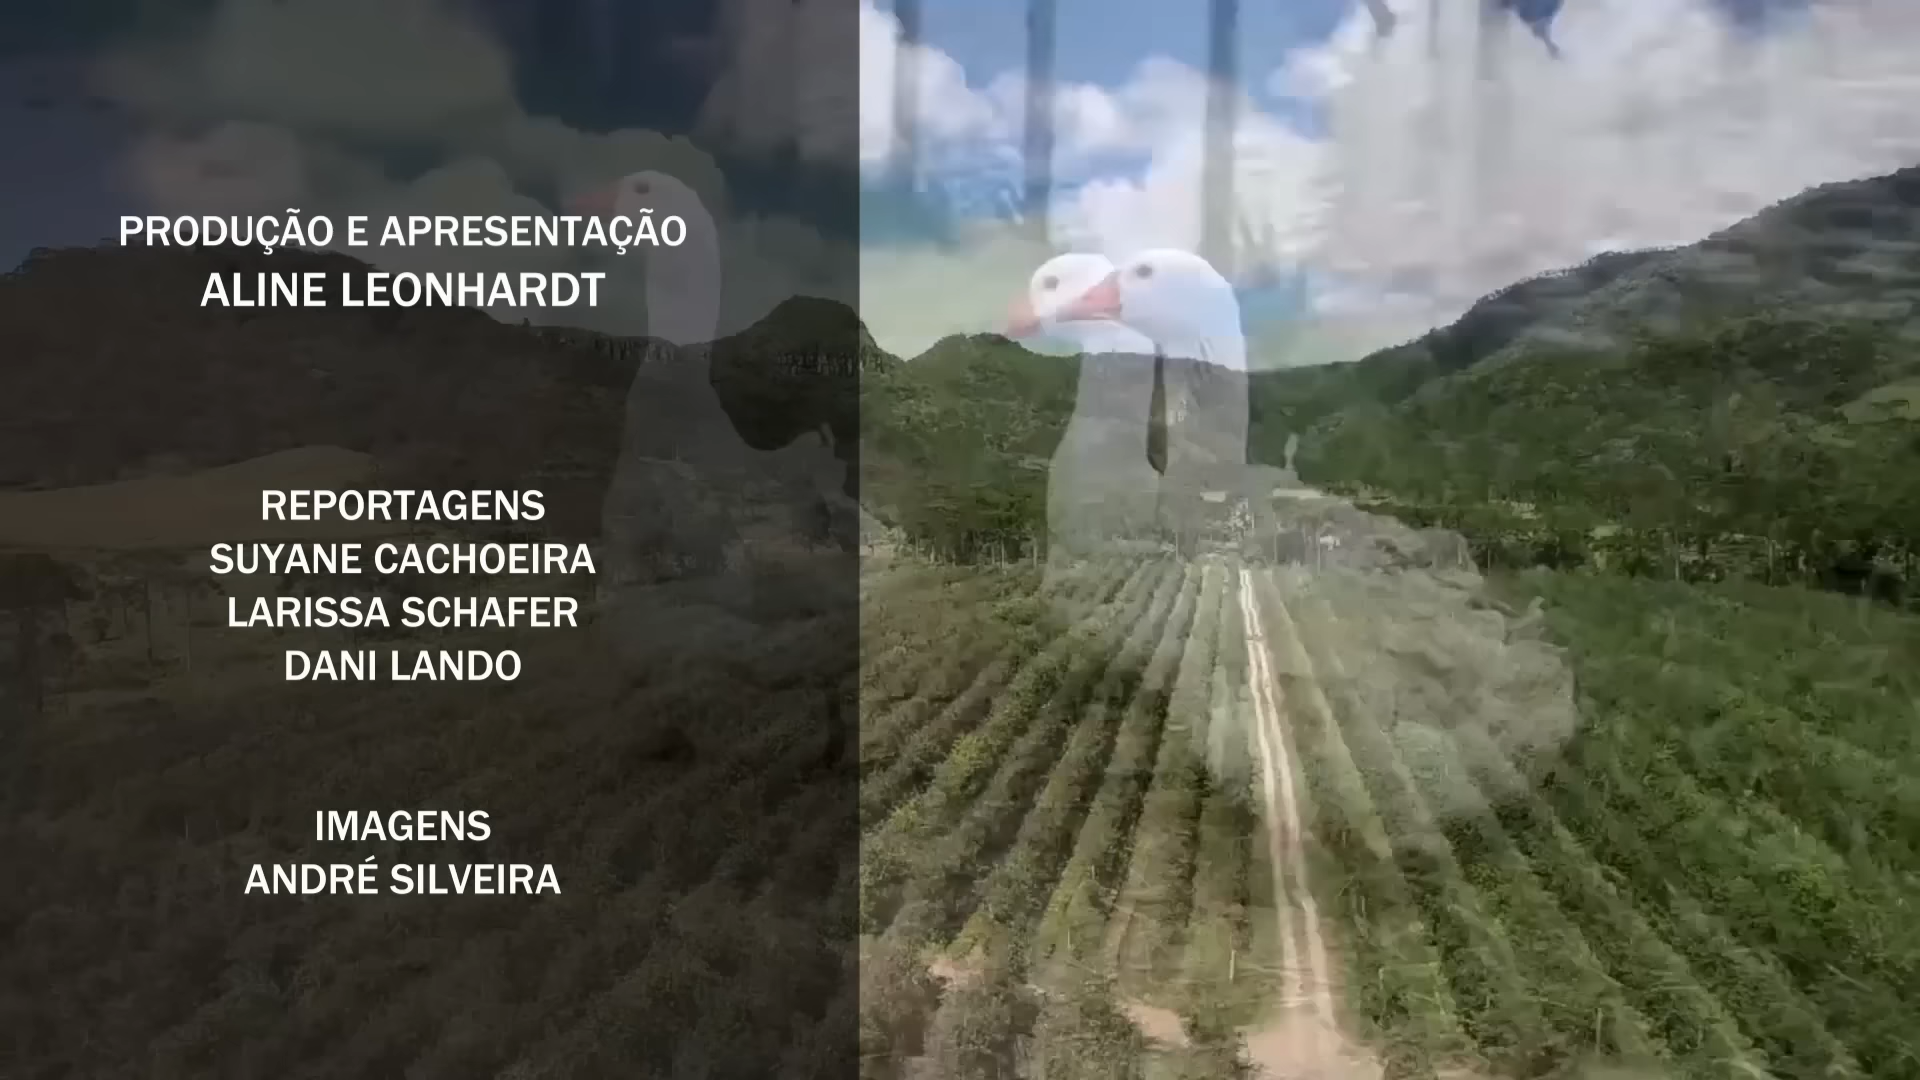 PRODUÇÃO E APRESENTAÇÃO
ALINE LEONHARDT
REPORTAGENS
SUYANE CACHOEIRA
LARISSA SCHAFER
DANI LANDO
IMAGENS
ANDRÉ SILVEIRA